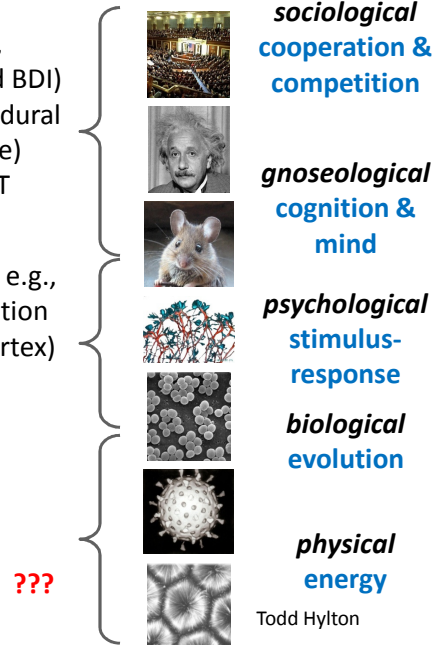 sociological
cooperation &
competition
d BDI)
dural
e)
T
gnoseological
cognition &
mind
e.g.,
tion
rtex)
psychological
stimulus-
response
biological
evolution
physical
energy
???
Todd Hylton